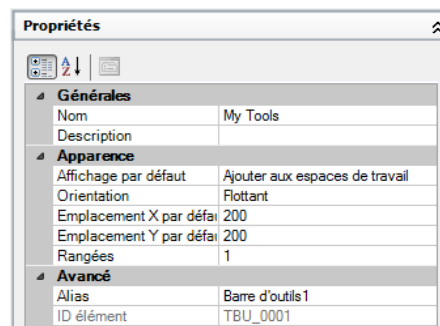 Propriétés
Générales
Nom My Tools
Description
Apparence
Affichage par défaut Ajouter aux espaces de travail
Orientation Flottant
Emplacement X par défau 200
Emplacement Y par défau 200
Rangées 1
Avancé
Alias Barre d'outils1
ID élément TBU_0001